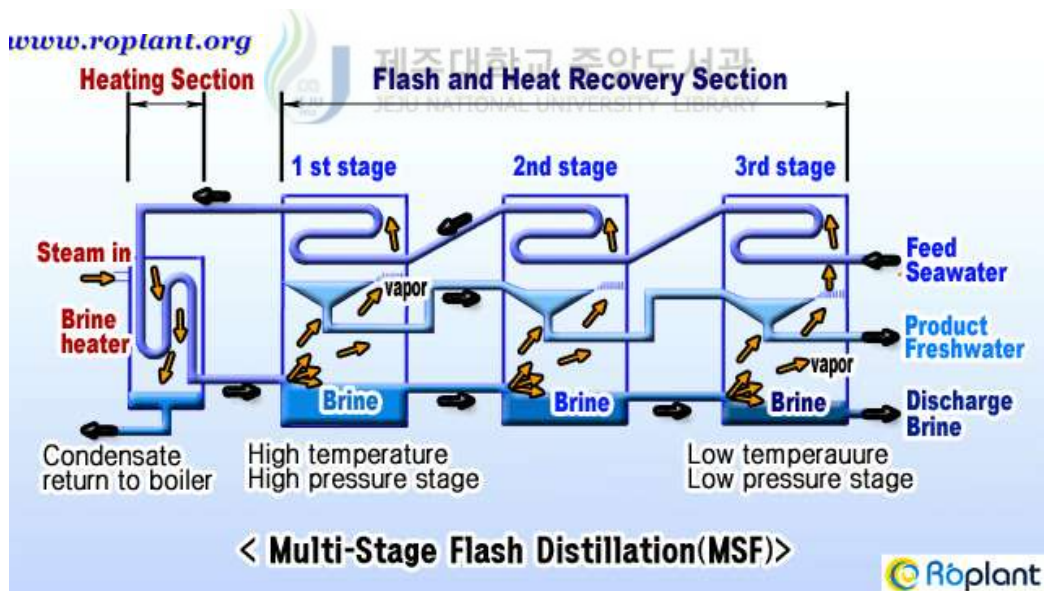 www.roplant.org
제주대학교 중앙도서관
JEJU NATIONAL UNIVERSITY LIBRARY
Heating Section
Flash and Heat Recovery Section
1 st stage
2nd stage
3rd stage
Steam in
Feed
Seawater
vapor
Brine
heater
Product
Freshwater
vapor
Brine
Brine
Brine
Discharge
Brine
Condensate
return to boiler
High temperature
High pressure stage
Low temperauure
Low pressure stage
< Multi-Stage Flash Distillation(MSF)>
Roplant